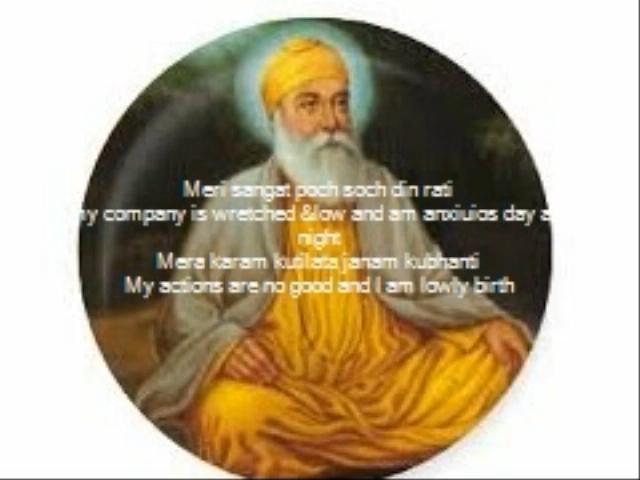 Meri sangat poch soch din rati
y company is wretched &low and am anxiuios day a
night
Mera karam kutilata janam kubhanti
My actions are no good and I am lowly birth